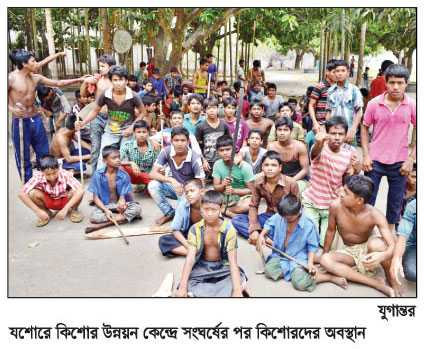 যুগান্তর
যশোরে কিশোর উন্নয়ন কেন্দ্রে সংঘর্ষের পর কিশোরদের অবস্থান